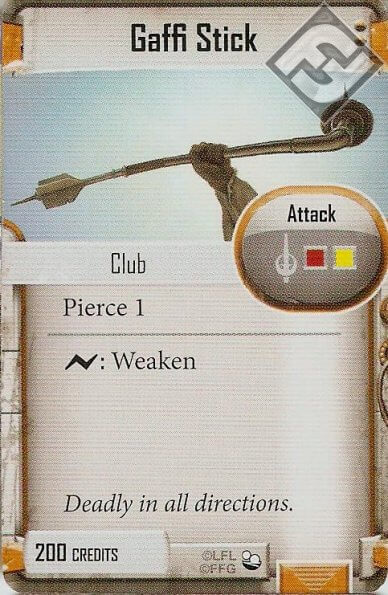 Gaffi Stick
Attack
Club
Pierce 1
: Weaken
Deadly in all directions.
200 CREDITS
©LFL
©FFG